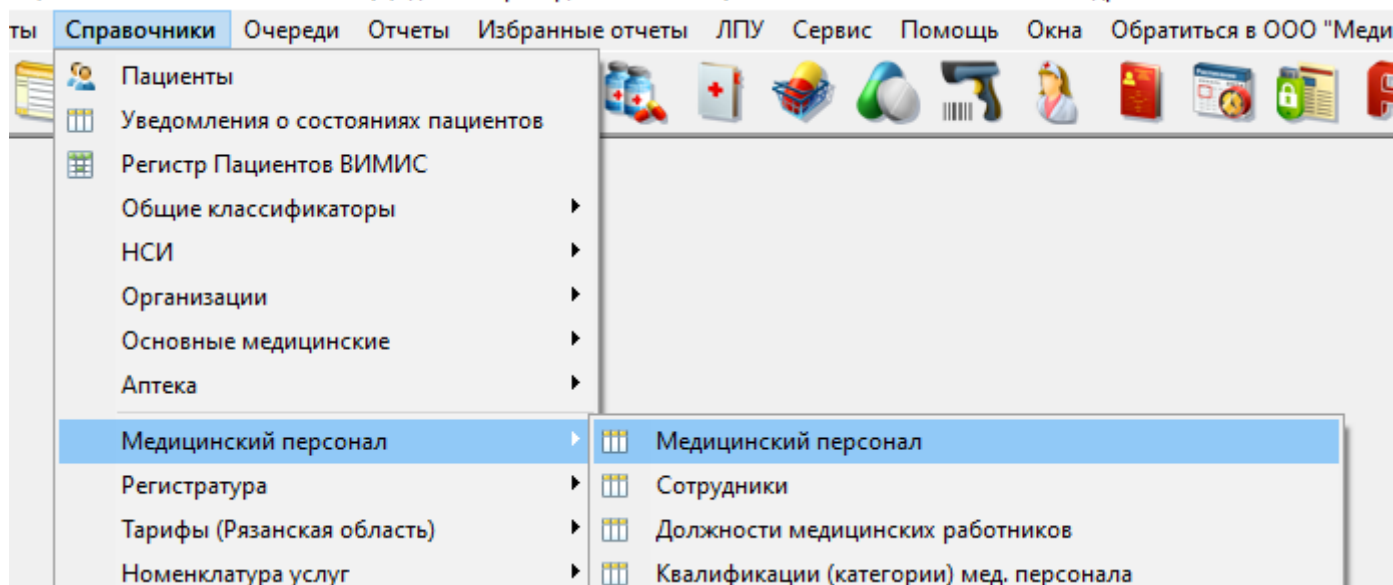 ты Справочники Очереди Отчеты Избранные отчеты ЛПУ Сервис Помощь Окна Обратиться в ООО "Меди
Пациенты
Уведомления о состояниях пациентов
Регистр Пациентов ВИМИС
Общие классификаторы
НСИ
Организации
Основные медицинские
Аптека
Медицинский персонал
Медицинский персонал
Регистратура
Сотрудники
Тарифы (Рязанская область)
Должности медицинских работников
Номенклатура услуг
Квалификации (категории) мед. персонала